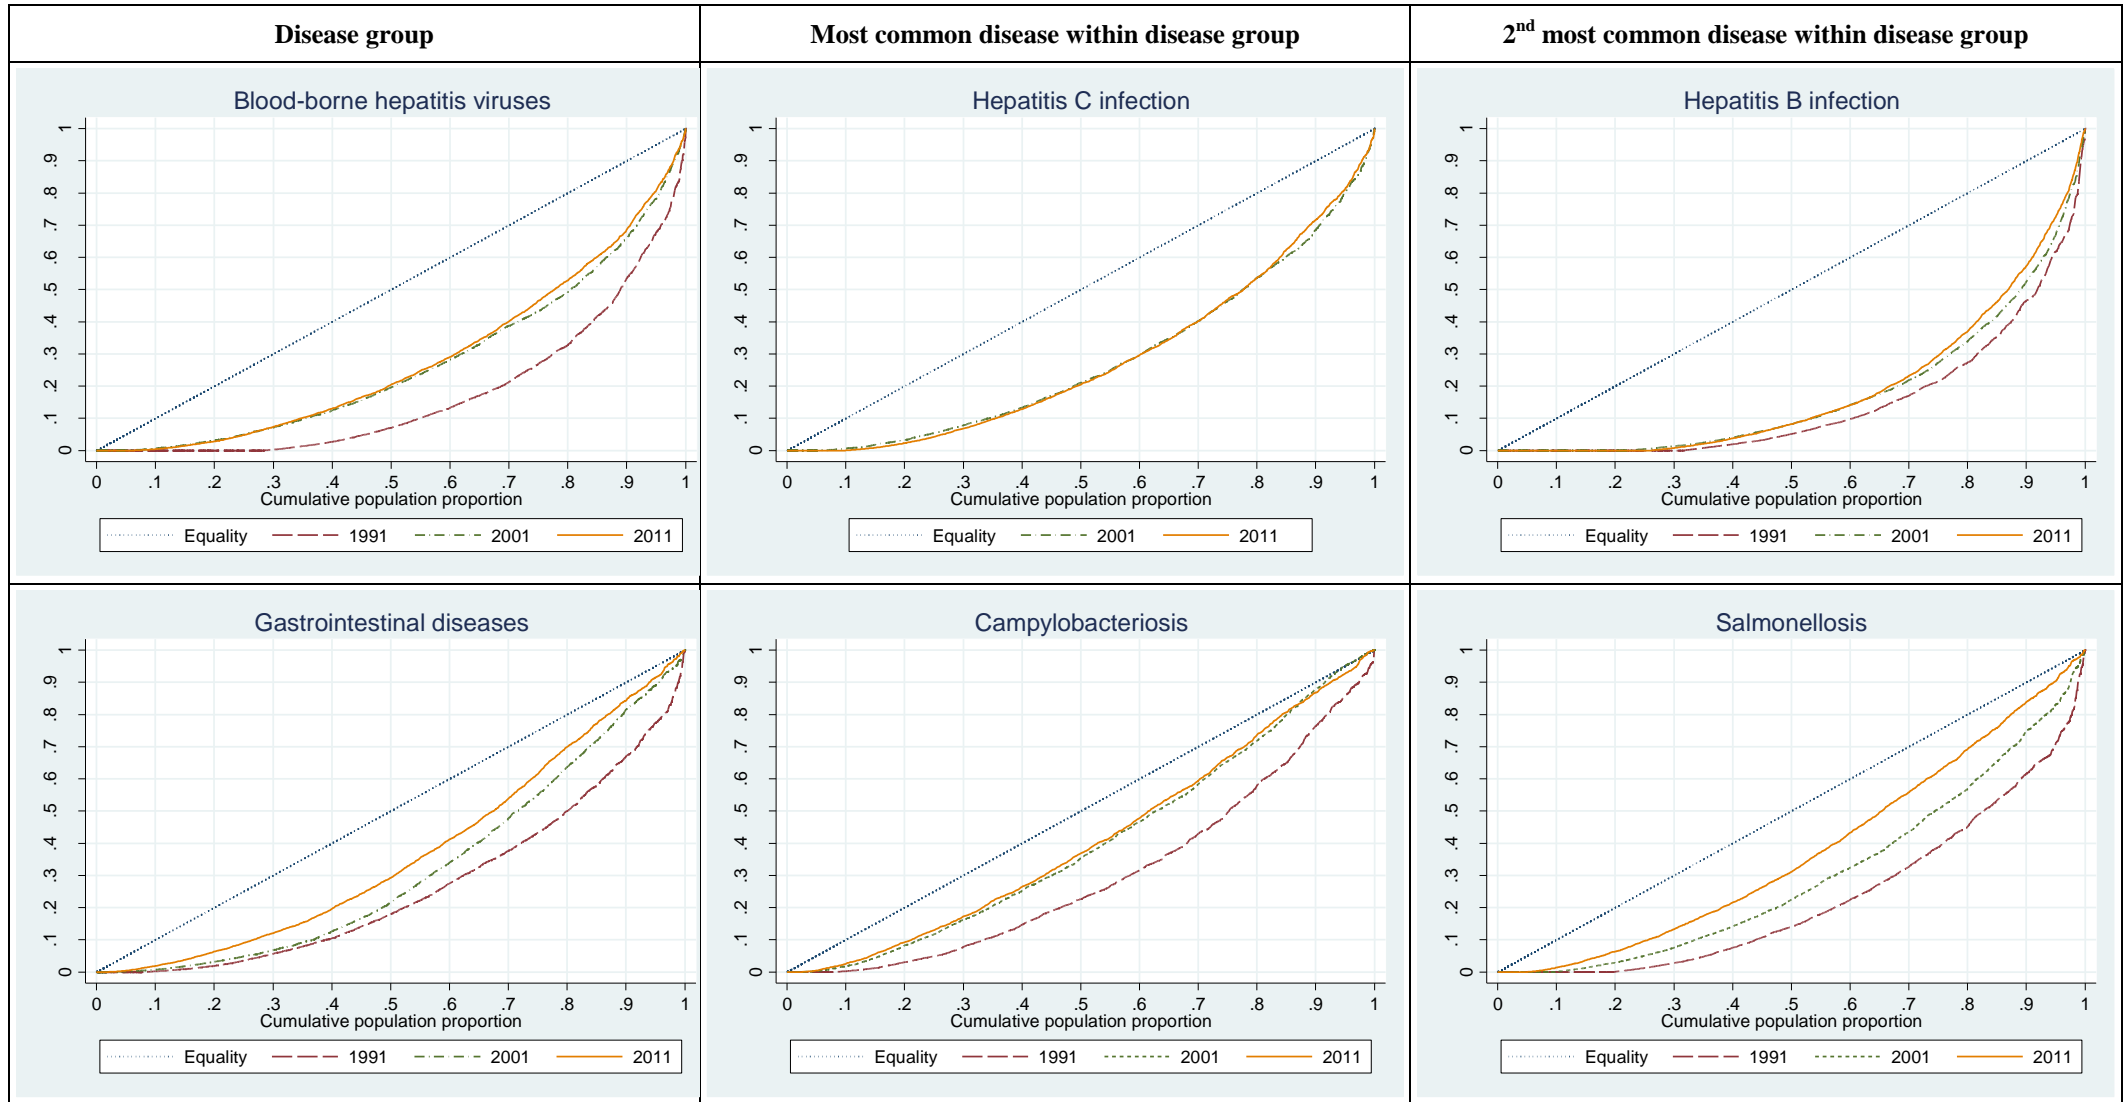 Disease group
Most common disease within disease group
2nd most common disease within disease group
Blood-borne hepatitis viruses
1
.9
.8
.7
.6
.5
.4
.3
.2
.1
0
0 .1 .2 .3 .4 .5 .6 .7 .8 .9 1
Cumulative population proportion
Equality 1991 2001 2011
Hepatitis C infection
1
.9
.8
.7
.6
.5
.4
.3
.2
.1
0
0 .1 .2 .3 .4 .5 .6 .7 .8 .9 1
Cumulative population proportion
Equality 2001 2011
Hepatitis B infection
1
.9
.8
.7
.6
.5
.4
.3
.2
.1
0
0 .1 .2 .3 .4 .5 .6 .7 .8 .9 1
Cumulative population proportion
Equality 1991 2001 2011
Gastrointestinal diseases
1
.9
.8
.7
.6
.5
.4
.3
.2
.1
0
0 .1 .2 .3 .4 .5 .6 .7 .8 .9 1
Cumulative population proportion
Equality 1991 2001 2011
Campylobacteriosis
1
.9
.8
.7
.6
.5
.4
.3
.2
.1
0
0 .1 .2 .3 .4 .5 .6 .7 .8 .9 1
Cumulative population proportion
Equality 1991 2001 2011
Salmonellosis
1
.9
.8
.7
.6
.5
.4
.3
.2
.1
0
0 .1 .2 .3 .4 .5 .6 .7 .8 .9 1
Cumulative population proportion
Equality 1991 2001 2011